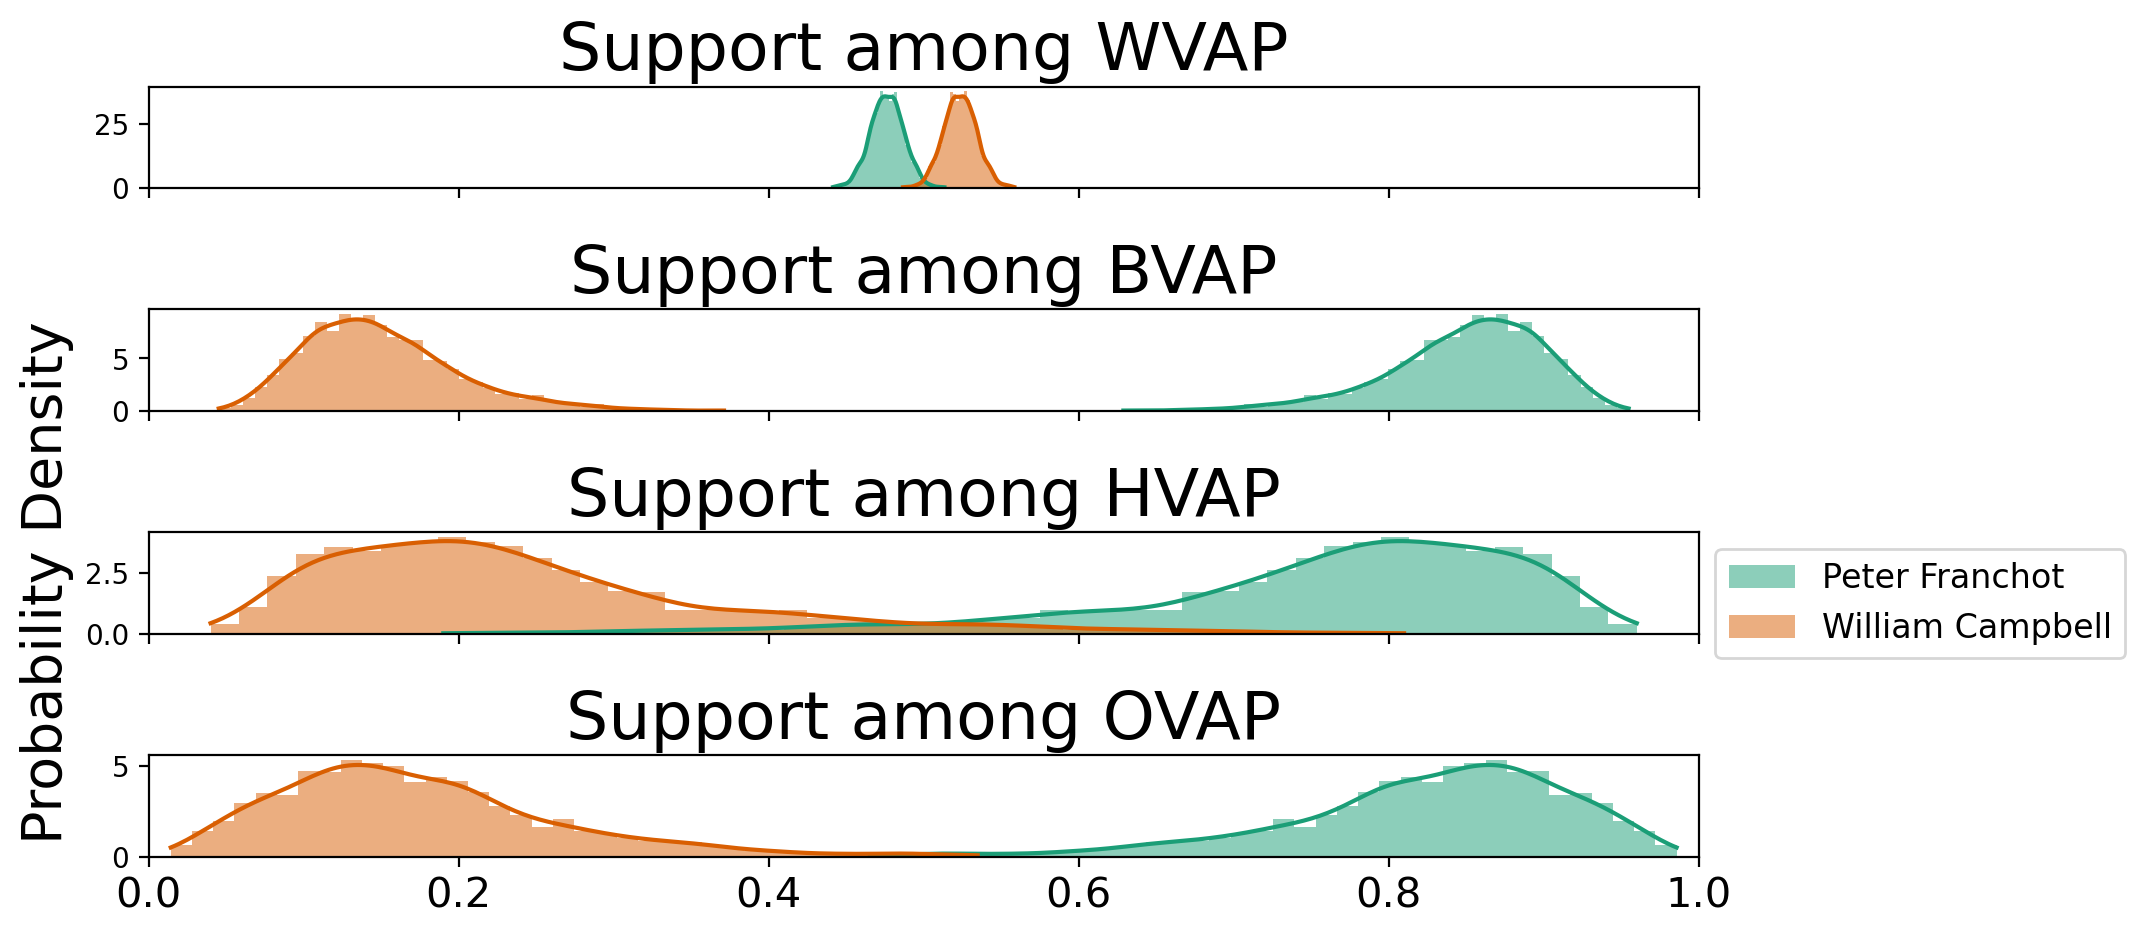 Support among WVAP
25
0
Support among BVAP
5
0
Support among HVAP
2.5
0.0
Support among OVAP
5
0
0.0 0.2 0.4 0.6 0.8 1.0
Probability Density
Peter Franchot
William Campbell